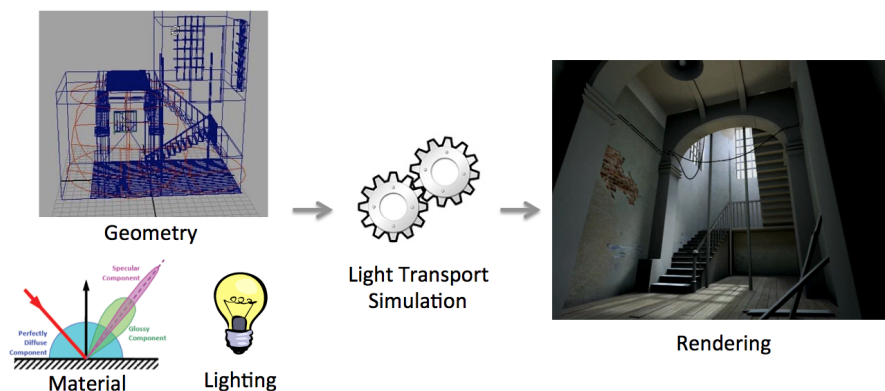 Geometry
Specular
Component
Perfectly
Diffuse
Component
Glossy
Component
Material
Lighting
Light Transport
Simulation
Rendering